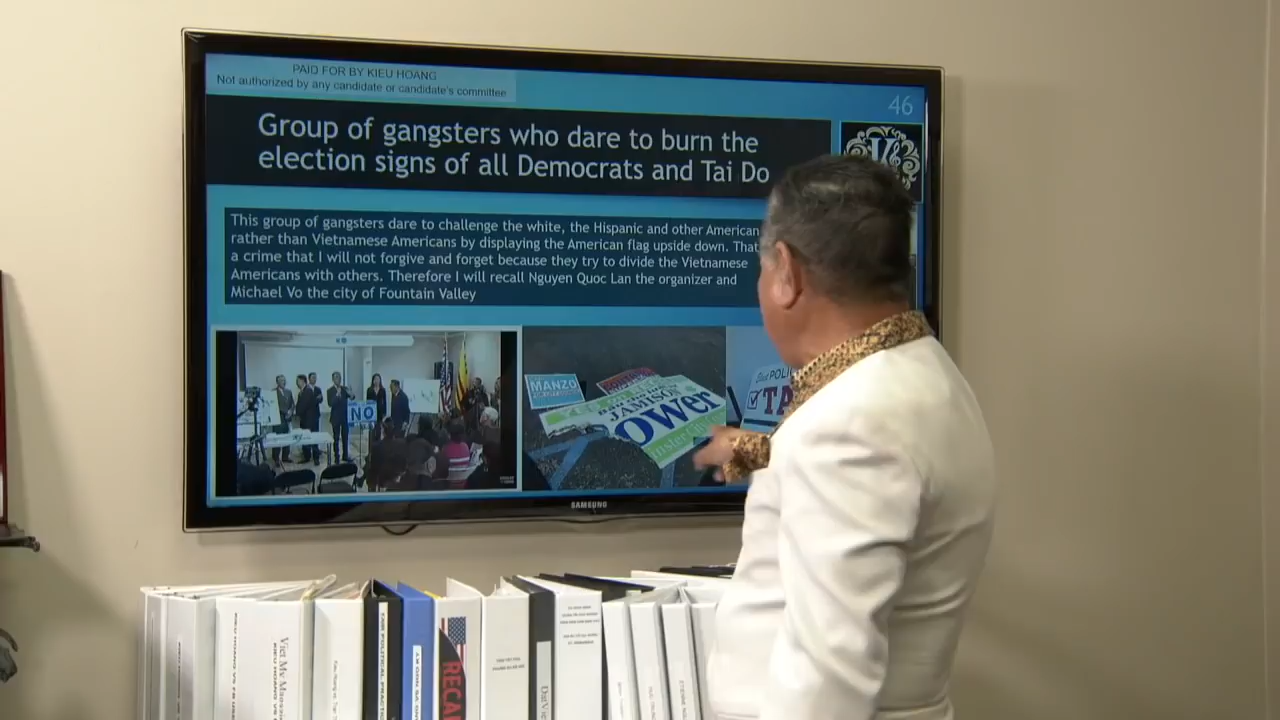 PAID FOR BY KIEU HOANG
Not authorized by any candidate or candidate's committee
46
Group of gangsters who dare to burn the
election signs of all Democrats and Tai Do
This group of gangsters dare to challenge the white, the Hispanic and other American
rather than Vietnamese Americans by displaying the American flag upside down. That
a crime that I will not forgive and forget because they try to divide the Vietnamese
Americans with others. Therefore I will recall Nguyen Quoc Lan the organizer and
Michael Vo the city of Fountain Valley
NO
MANZO
JAMISON
POWER
POLI
TA
SAMSUNG
Viet My Magazine
RECA